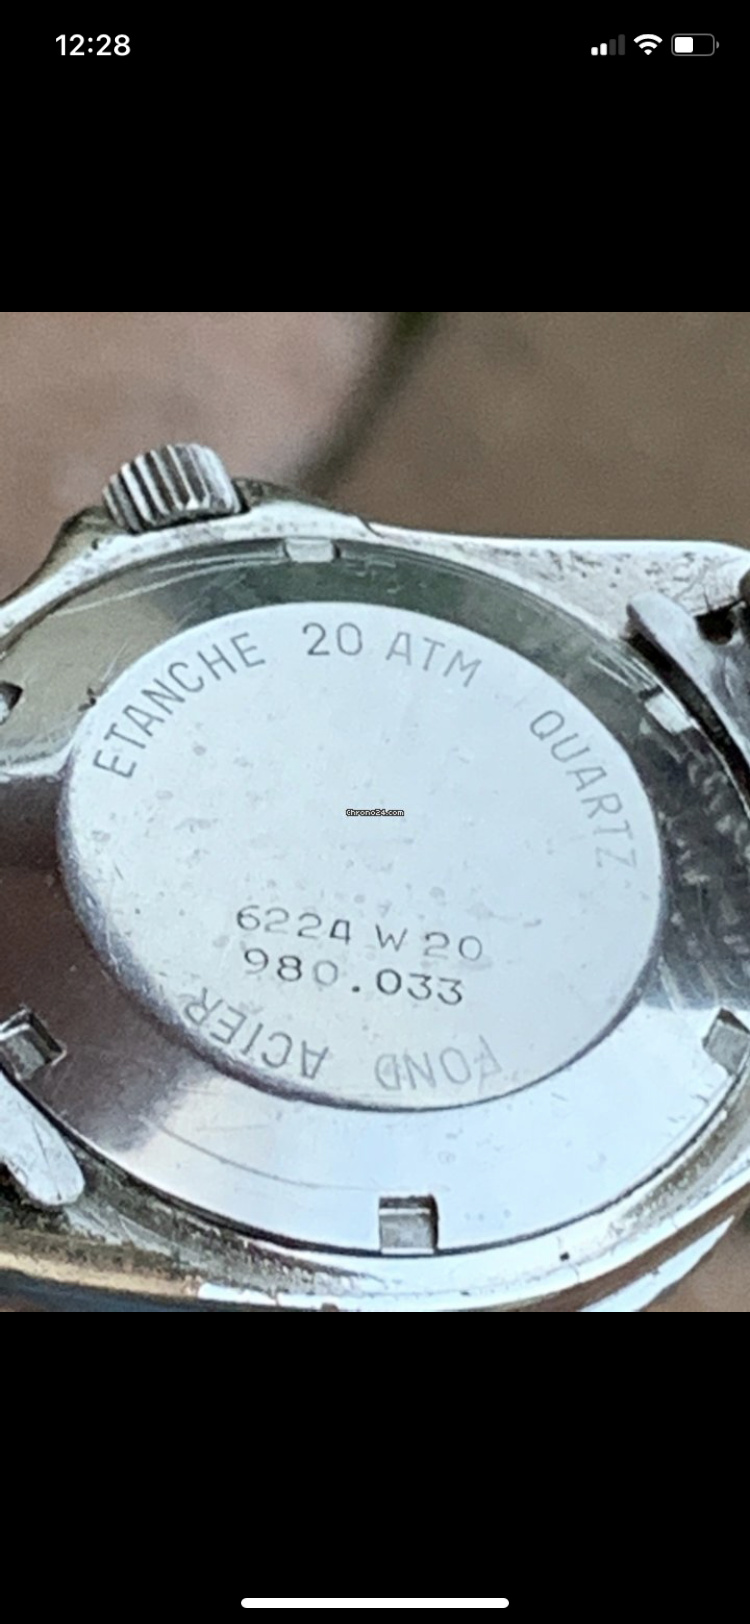 12:28
ETANCHE 20 ATM QUARTZ
Chrono24.com
6224 W 20
980.033
FOND ACIER